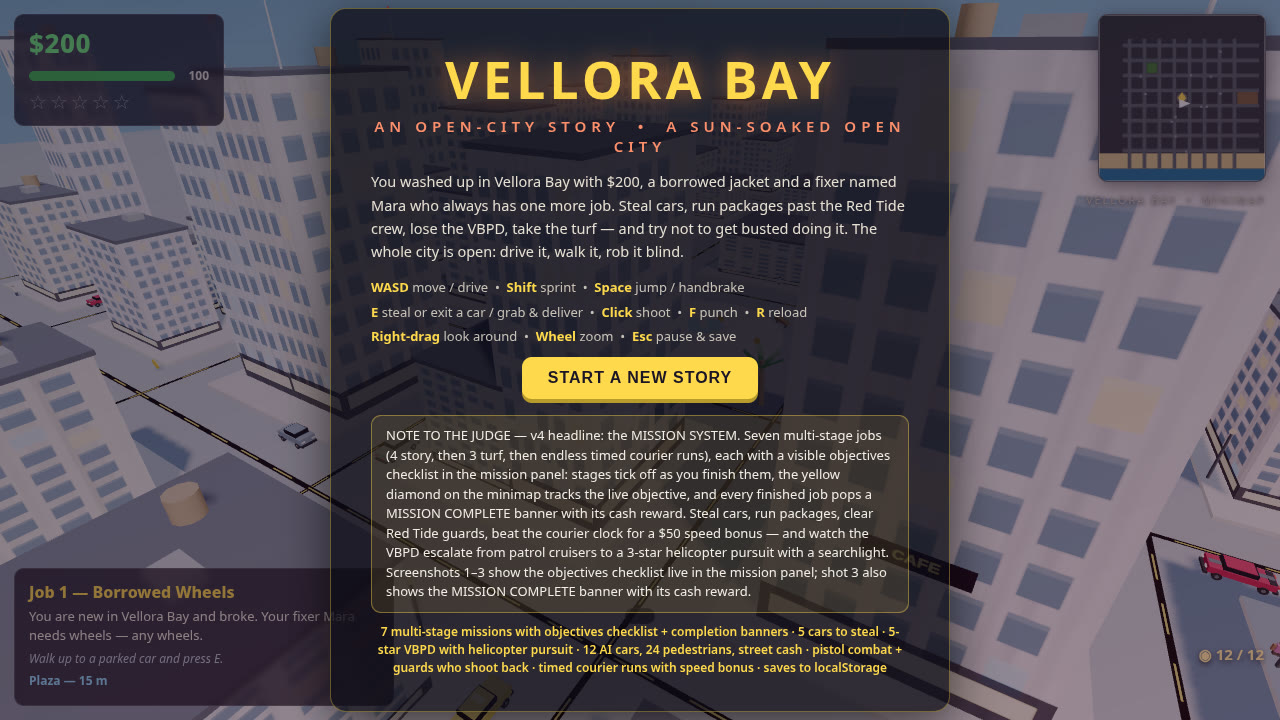 $200
100
☆☆☆☆☆
VELLORA BAY
AN OPEN-CITY STORY • A SUN-SOAKED OPEN
CITY
You washed up in Vellora Bay with $200, a borrowed jacket and a fixer named
Mara who always has one more job. Steal cars, run packages past the Red Tide
crew, lose the VBPD, take the turf — and try not to get busted doing it. The
whole city is open: drive it, walk it, rob it blind.
WASD move / drive • Shift sprint • Space jump / handbrake
E steal or exit a car / grab & deliver • Click shoot • F punch • R reload
Right-drag look around • Wheel zoom • Esc pause & save
START A NEW STORY
NOTE TO THE JUDGE — v4 headline: the MISSION SYSTEM. Seven multi-stage jobs
(4 story, then 3 turf, then endless timed courier runs), each with a visible objectives
checklist in the mission panel: stages tick off as you finish them, the yellow
diamond on the minimap tracks the live objective, and every finished job pops a
MISSION COMPLETE banner with its cash reward. Steal cars, run packages, clear
Red Tide guards, beat the courier clock for a $50 speed bonus — and watch the
VBPD escalate from patrol cruisers to a 3-star helicopter pursuit with a searchlight.
Screenshots 1–3 show the objectives checklist live in the mission panel; shot 3 also
shows the MISSION COMPLETE banner with its cash reward.
7 multi-stage missions with objectives checklist + completion banners · 5 cars to steal · 5-
star VBPD with helicopter pursuit · 12 AI cars, 24 pedestrians, street cash · pistol combat +
guards who shoot back · timed courier runs with speed bonus · saves to localStorage
VELLORA BAY • MINIMAP
CAFE
Job 1 — Borrowed Wheels
You are new in Vellora Bay and broke. Your fixer Mara
needs wheels — any wheels.
Walk up to a parked car and press E.
Plaza — 15 m
◉ 12 / 12